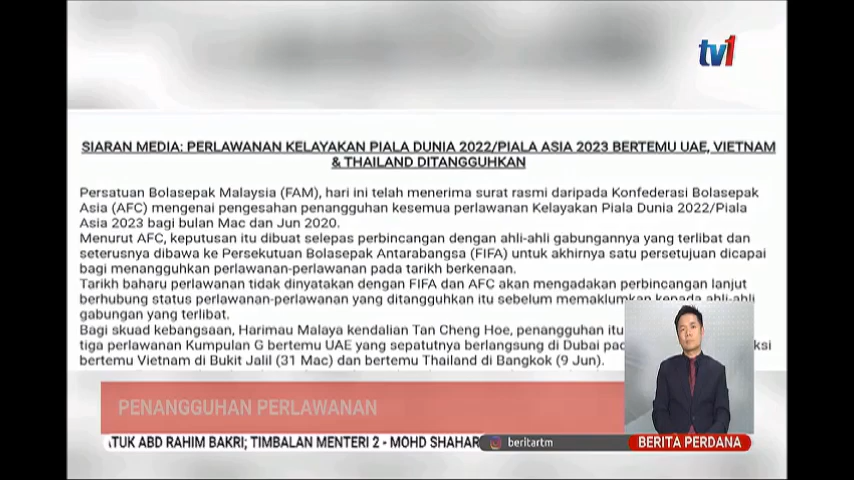 tv1
SIARAN MEDIA: PERLAWANAN KELAYAKAN PIALA DUNIA 2022/PIALA ASIA 2023 BERTEMU UAE, VIETNAM
& THAILAND DITANGGUHKAN
Persatuan Bolasepak Malaysia (FAM), hari ini telah menerima surat rasmi daripada Konfederasi Bolasepak
Asia (AFC) mengenai pengesahan penangguhan kesemua perlawanan Kelayakan Piala Dunia 2022/Piala
Asia 2023 bagi bulan Mac dan Jun 2020.
Menurut AFC, keputusan itu dibuat selepas perbincangan dengan ahli-ahli gabungannya yang terlibat dan
seterusnya dibawa ke Persekutuan Bolasepak Antarabangsa (FIFA) untuk akhirnya satu persetujuan dicapai
bagi menangguhkan perlawanan-perlawanan pada tarikh berkenaan.
Tarikh baharu perlawanan tidak dinyatakan dengan FIFA dan AFC akan mengadakan perbincangan lanjut
berhubung status perlawanan-perlawanan yang ditangguhkan itu sebelum memaklumkan kepada ahli-ahli
gabungan yang terlibat.
Bagi skuad kebangsaan, Harimau Malaya kendalian Tan Cheng Hoe, penangguhan itu
tiga perlawanan Kumpulan G bertemu UAE yang sepatutnya berlangsung di Dubai pad ksi
bertemu Vietnam di Bukit Jalil (31 Mac) dan bertemu Thailand di Bangkok (9 Jun).
PENANGGUHAN PERLAWANAN
ATUK ABD RAHIM BAKRI; TIMBALAN MENTERI 2 - MOHD SHAHAR
beritartm
BERITA PERDANA